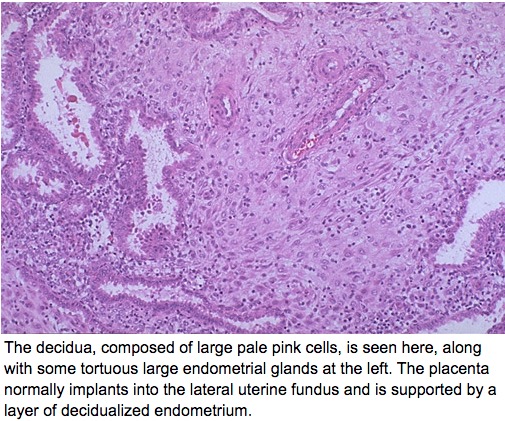 The decidua, composed of large pale pink cells, is seen here, along
with some tortuous large endometrial glands at the left. The placenta
normally implants into the lateral uterine fundus and is supported by a
layer of decidualized endometrium.